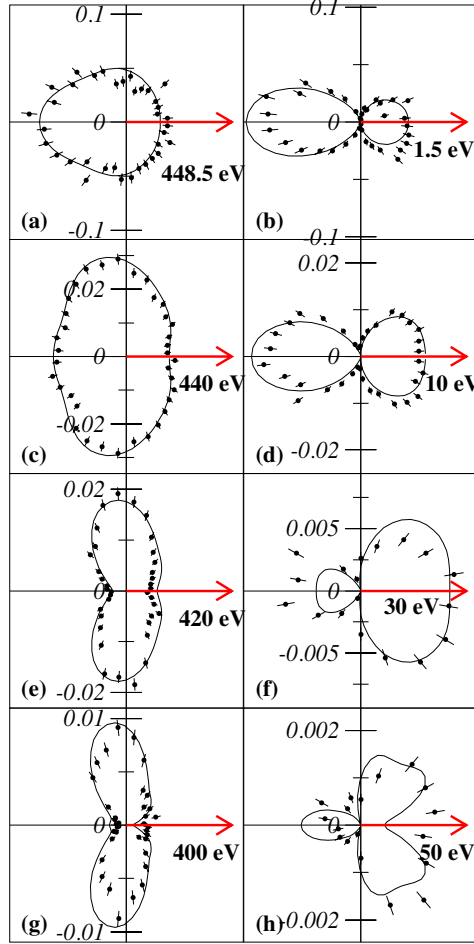 0.1
0
448.5 eV
(a)
-0.1
0.1
0
1.5 eV
(b)
-0.1
0.02
0
440 eV
-0.02
(c)
0.02
0
10 eV
(d)
-0.02
0.02
0
420 eV
(e)
-0.02
0.005
0
30 eV
-0.005
(f)
0.01
0
400 eV
(g)
-0.01
0.002
0
50 eV
(h)
-0.002